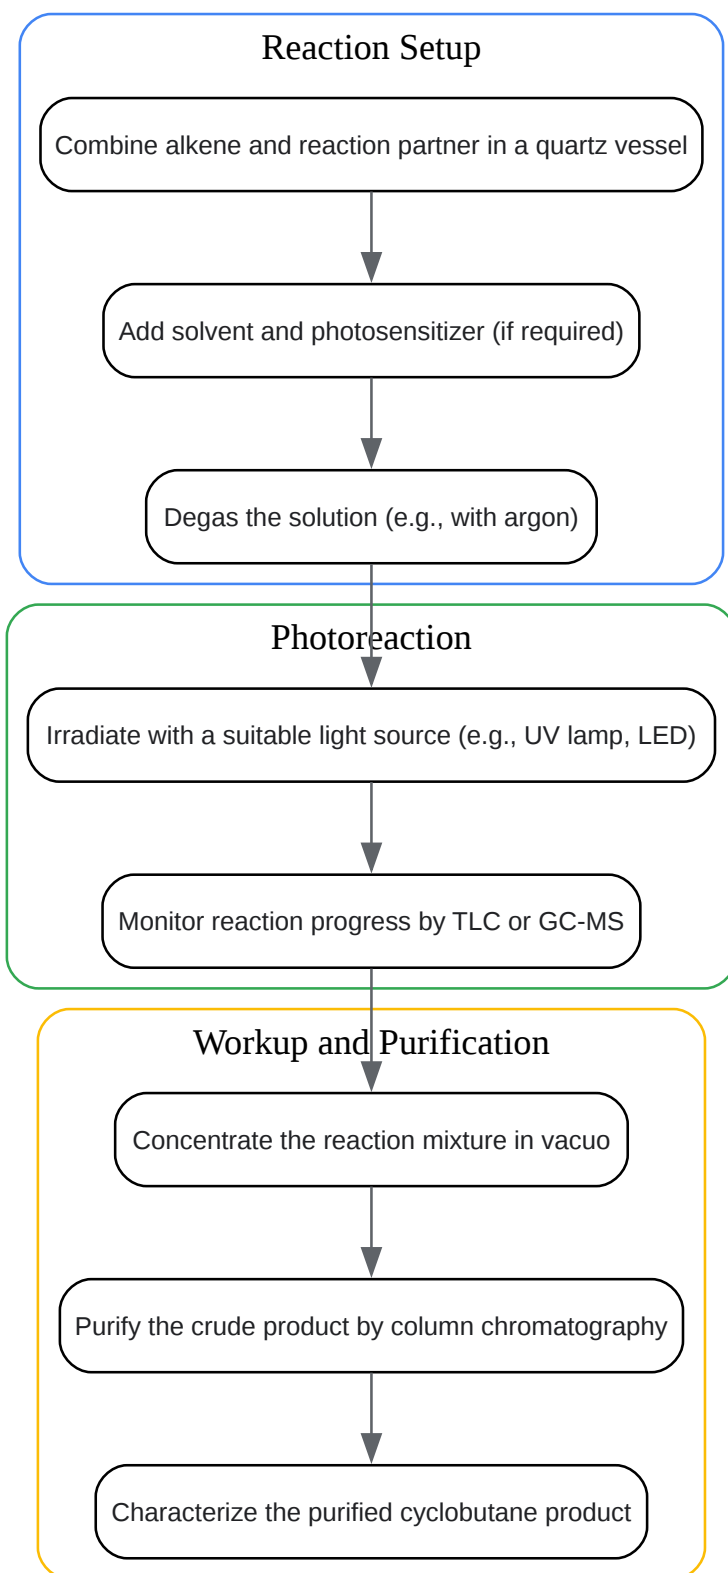 Reaction Setup
Combine alkene and reaction partner in a quartz vessel
Add solvent and photosensitizer (if required)
Degas the solution (e.g., with argon)
Photoreaction
Irradiate with a suitable light source (e.g., UV lamp, LED)
Monitor reaction progress by TLC or GC-MS
Workup and Purification
Concentrate the reaction mixture in vacuo
Purify the crude product by column chromatography
Characterize the purified cyclobutane product